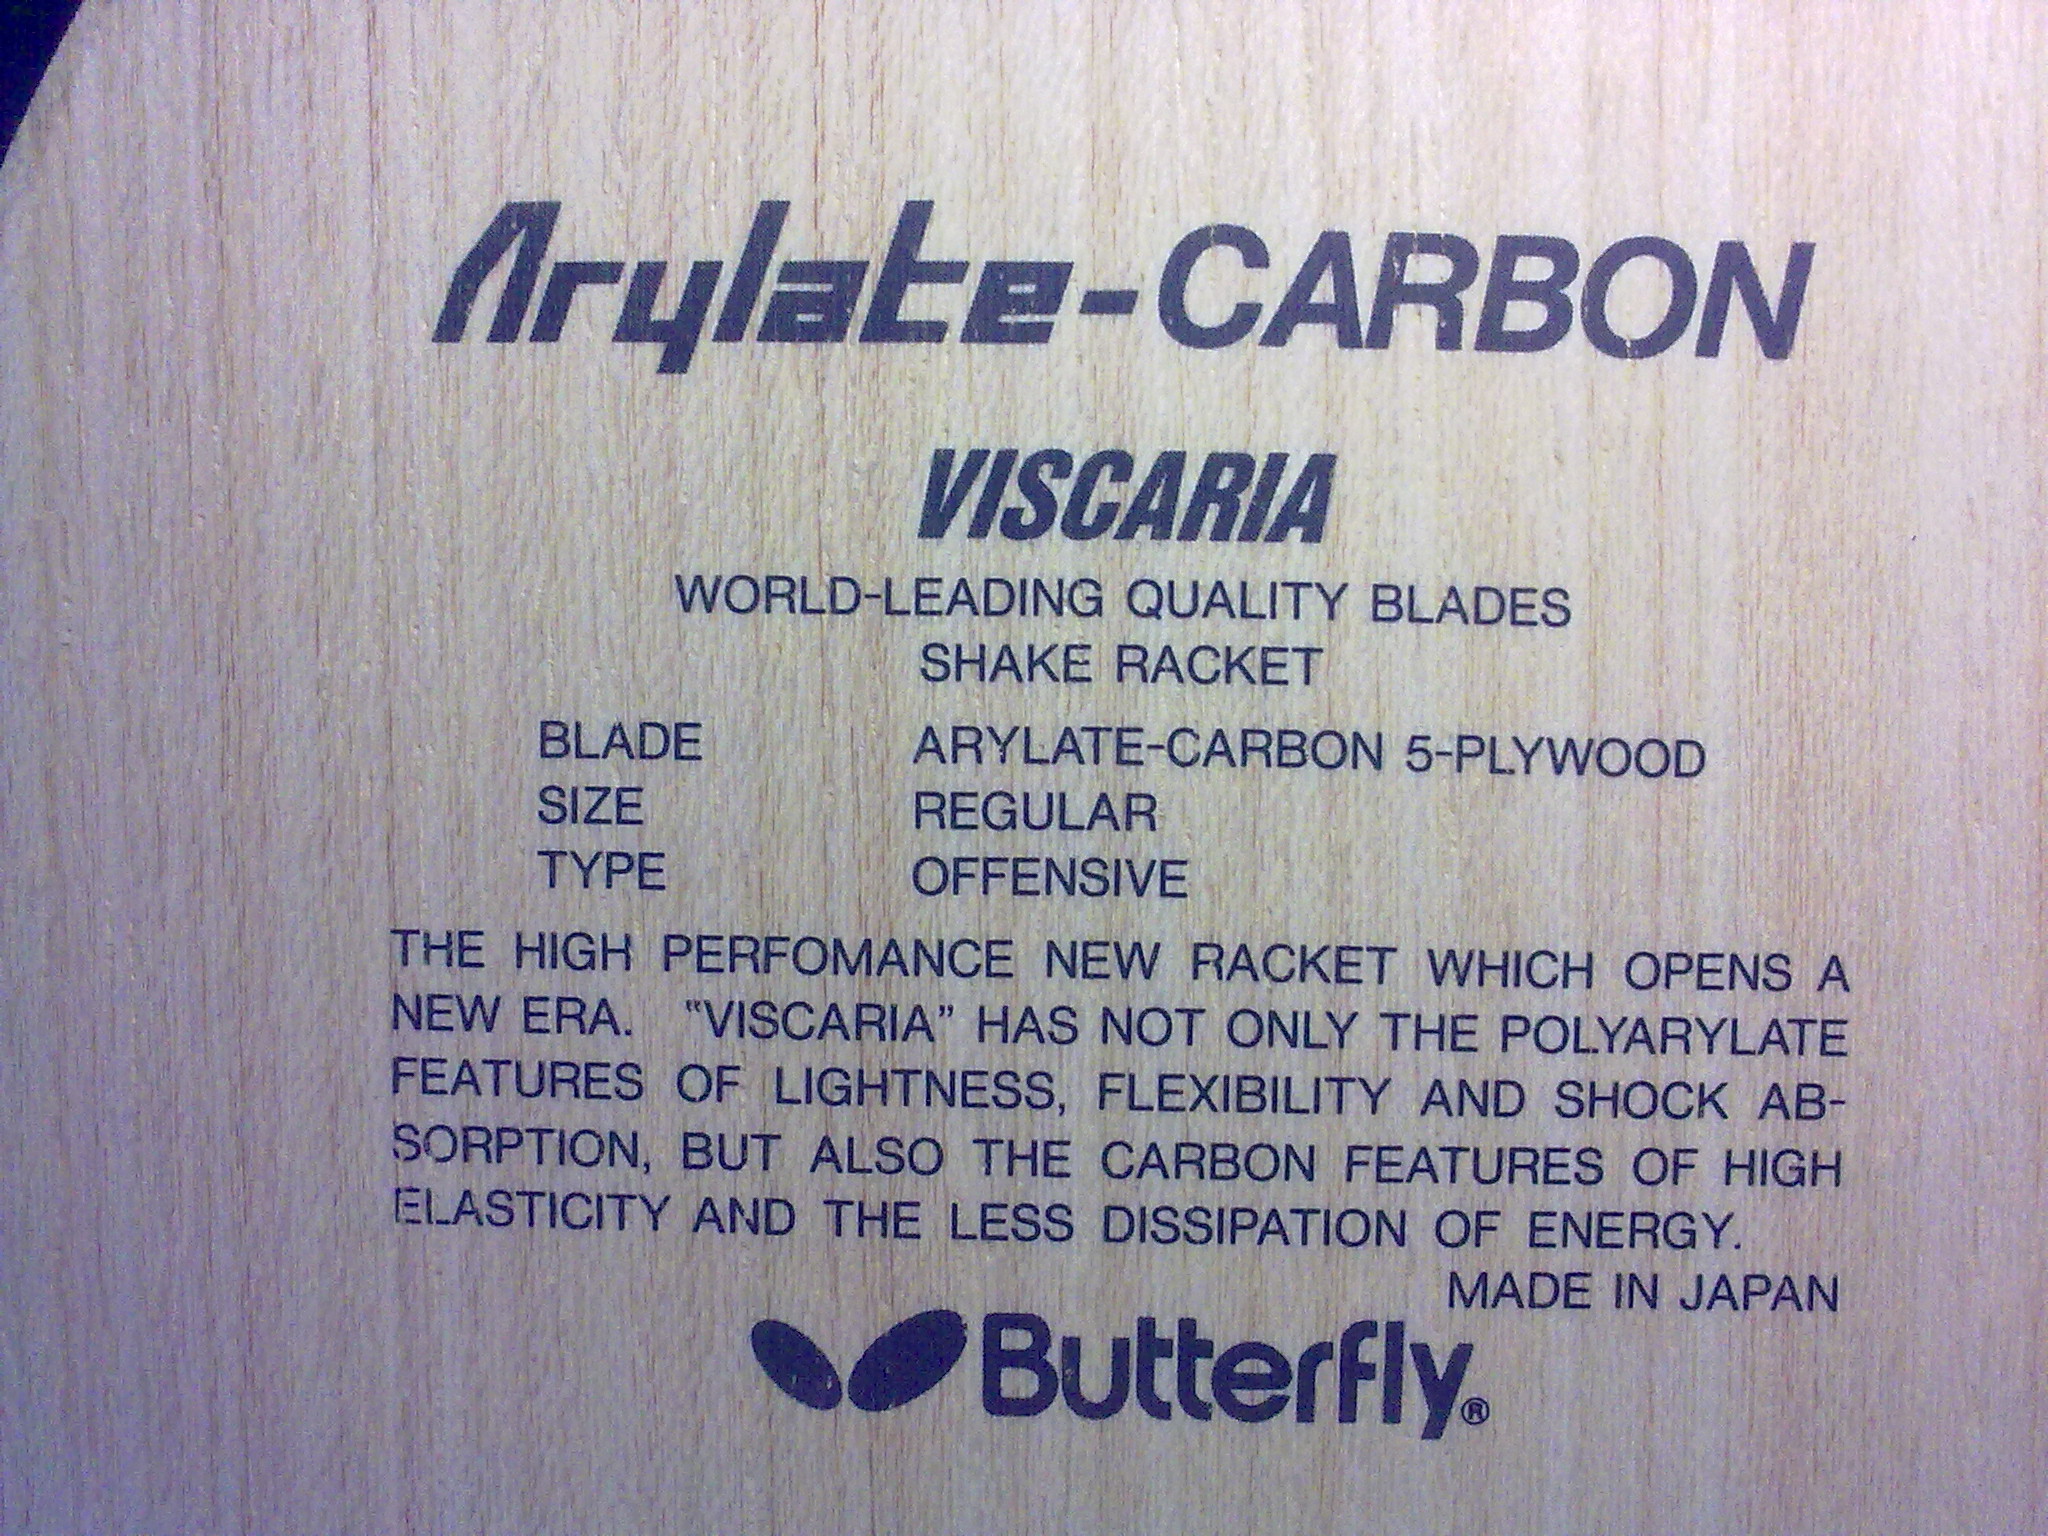 Arylate-CARBON
VISCARIA
WORLD-LEADING QUALITY BLADES
SHAKE RACKET
BLADE ARYLATE-CARBON 5-PLYWOOD
SIZE REGULAR
TYPE OFFENSIVE
THE HIGH PERFOMANCE NEW RACKET WHICH OPENS A
NEW ERA. "VISCARIA" HAS NOT ONLY THE POLYARYLATE
FEATURES OF LIGHTNESS, FLEXIBILITY AND SHOCK AB-
SORPTION, BUT ALSO THE CARBON FEATURES OF HIGH
ELASTICITY AND THE LESS DISSIPATION OF ENERGY.
MADE IN JAPAN
Butterfly®